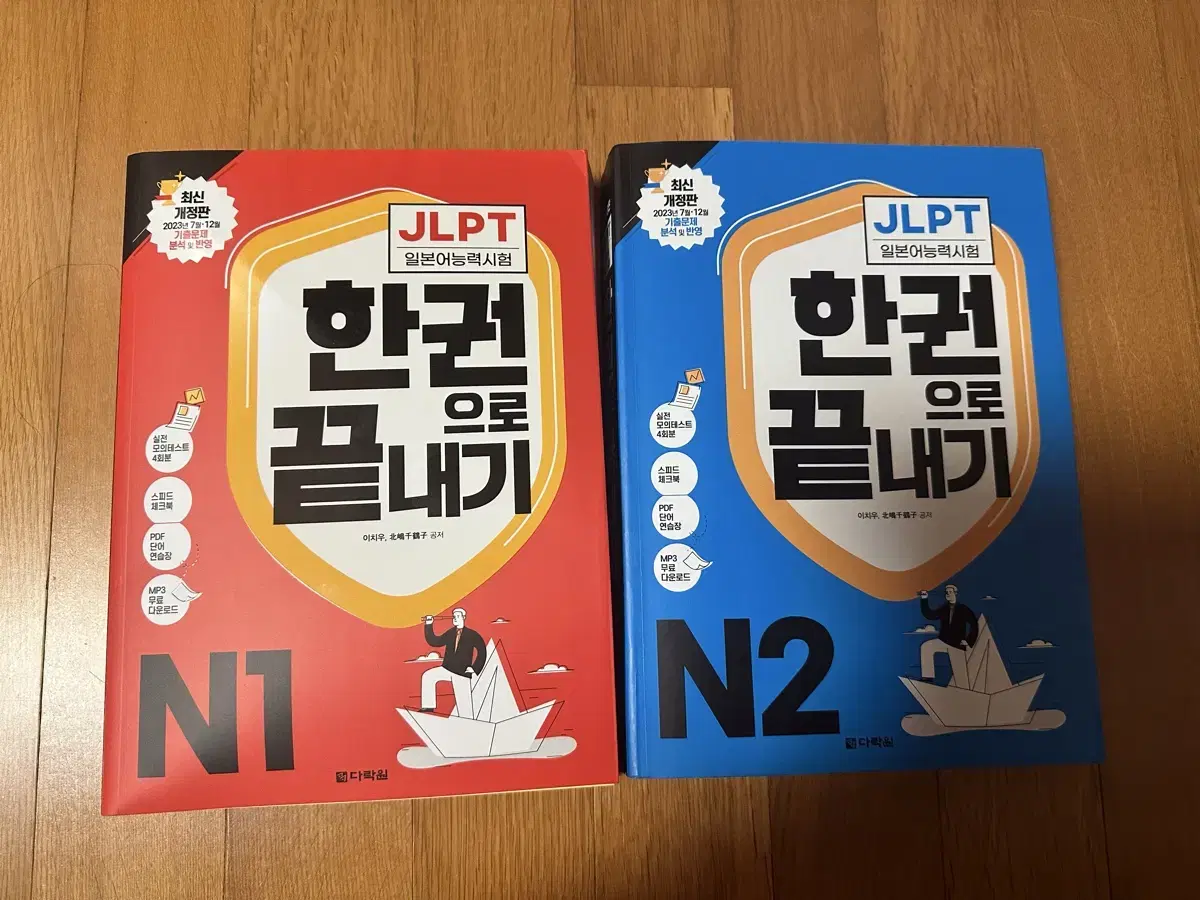 최신
개정판
2023년 7월·12월
기출문제
분석 및 반영
JLPT
일본어능력시험
한권
으로
끝내기
이치우, 北嶋千鶴子 공저
실전
모의테스트
4회분
스피드
체크북
PDF
단어
연습장
MP3
무료
다운로드
N1
다락원
최신
개정판
2023년 7월·12월
기출문제
분석 및 반영
JLPT
일본어능력시험
한권
으로
끝내기
이치우, 北嶋千鶴子 공저
실전
모의테스트
4회분
스피드
체크북
PDF
단어
연습장
MP3
무료
다운로드
N2
다락원